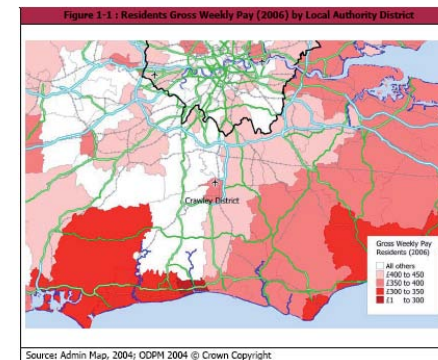 Figure 1-1 : Residents Gross Weekly Pay (2006) by Local Authority District
Crawley District
Gross Weekly Pay
Residents (2006)
All others
£400 to 450
£350 to 400
£300 to 350
£1 to 300
Source: Admin Map, 2004; ODPM 2004 © Crown Copyright